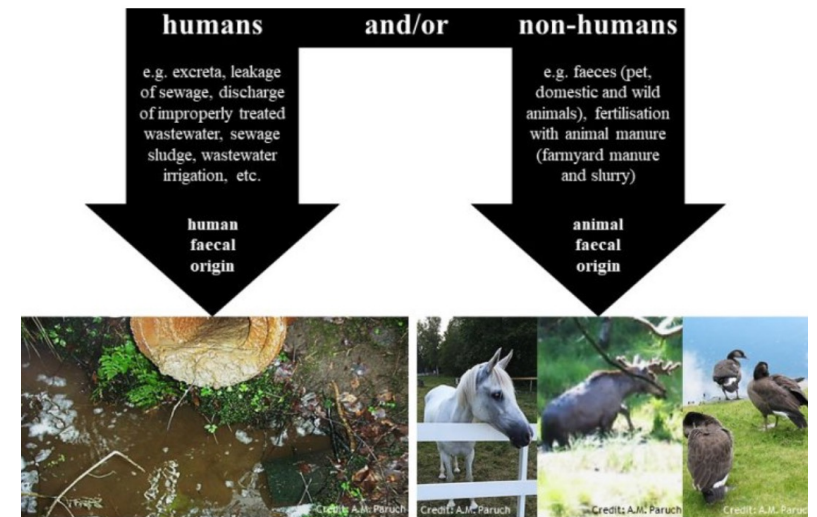 humans and/or non-humans
e.g. excreta, leakage
of sewage, discharge
of improperly treated
wastewater, sewage
sludge, wastewater
irrigation, etc.
e.g. faeces (pet,
domestic and wild
animals), fertilisation
with animal manure
(farmyard manure
and slurry)
human
faecal
origin
animal
faecal
origin
Credit: A.M. Paruch
Credit: A.M. Paruch
Credit: A.M. Paruch
Credit: A.M. Paruch